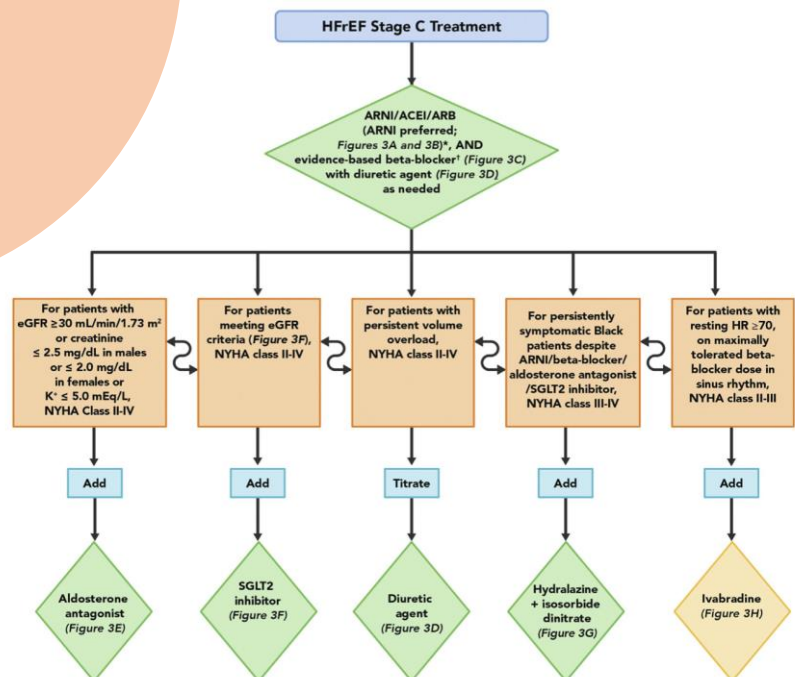 HFrEF Stage C Treatment
ARNI/ACEI/ARB
(ARNI preferred;
Figures 3A and 3B)*, AND
evidence-based beta-blocker† (Figure 3C)
with diuretic agent (Figure 3D)
as needed
For patients with
eGFR ≥30 mL/min/1.73 m²
or creatinine
≤ 2.5 mg/dL in males
or ≤ 2.0 mg/dL
in females or
K⁺ ≤ 5.0 mEq/L,
NYHA Class II-IV
For patients
meeting eGFR
criteria (Figure 3F),
NYHA class II-IV
For patients with
persistent volume
overload,
NYHA class II-IV
For persistently
symptomatic Black
patients despite
ARNI/beta-blocker/
aldosterone antagonist
/SGLT2 inhibitor,
NYHA class III-IV
For patients with
resting HR ≥70,
on maximally
tolerated beta-
blocker dose in
sinus rhythm,
NYHA class II-III
Add
Add
Titrate
Add
Add
Aldosterone
antagonist
(Figure 3E)
SGLT2
inhibitor
(Figure 3F)
Diuretic
agent
(Figure 3D)
Hydralazine
+ isosorbide
dinitrate
(Figure 3G)
Ivabradine
(Figure 3H)